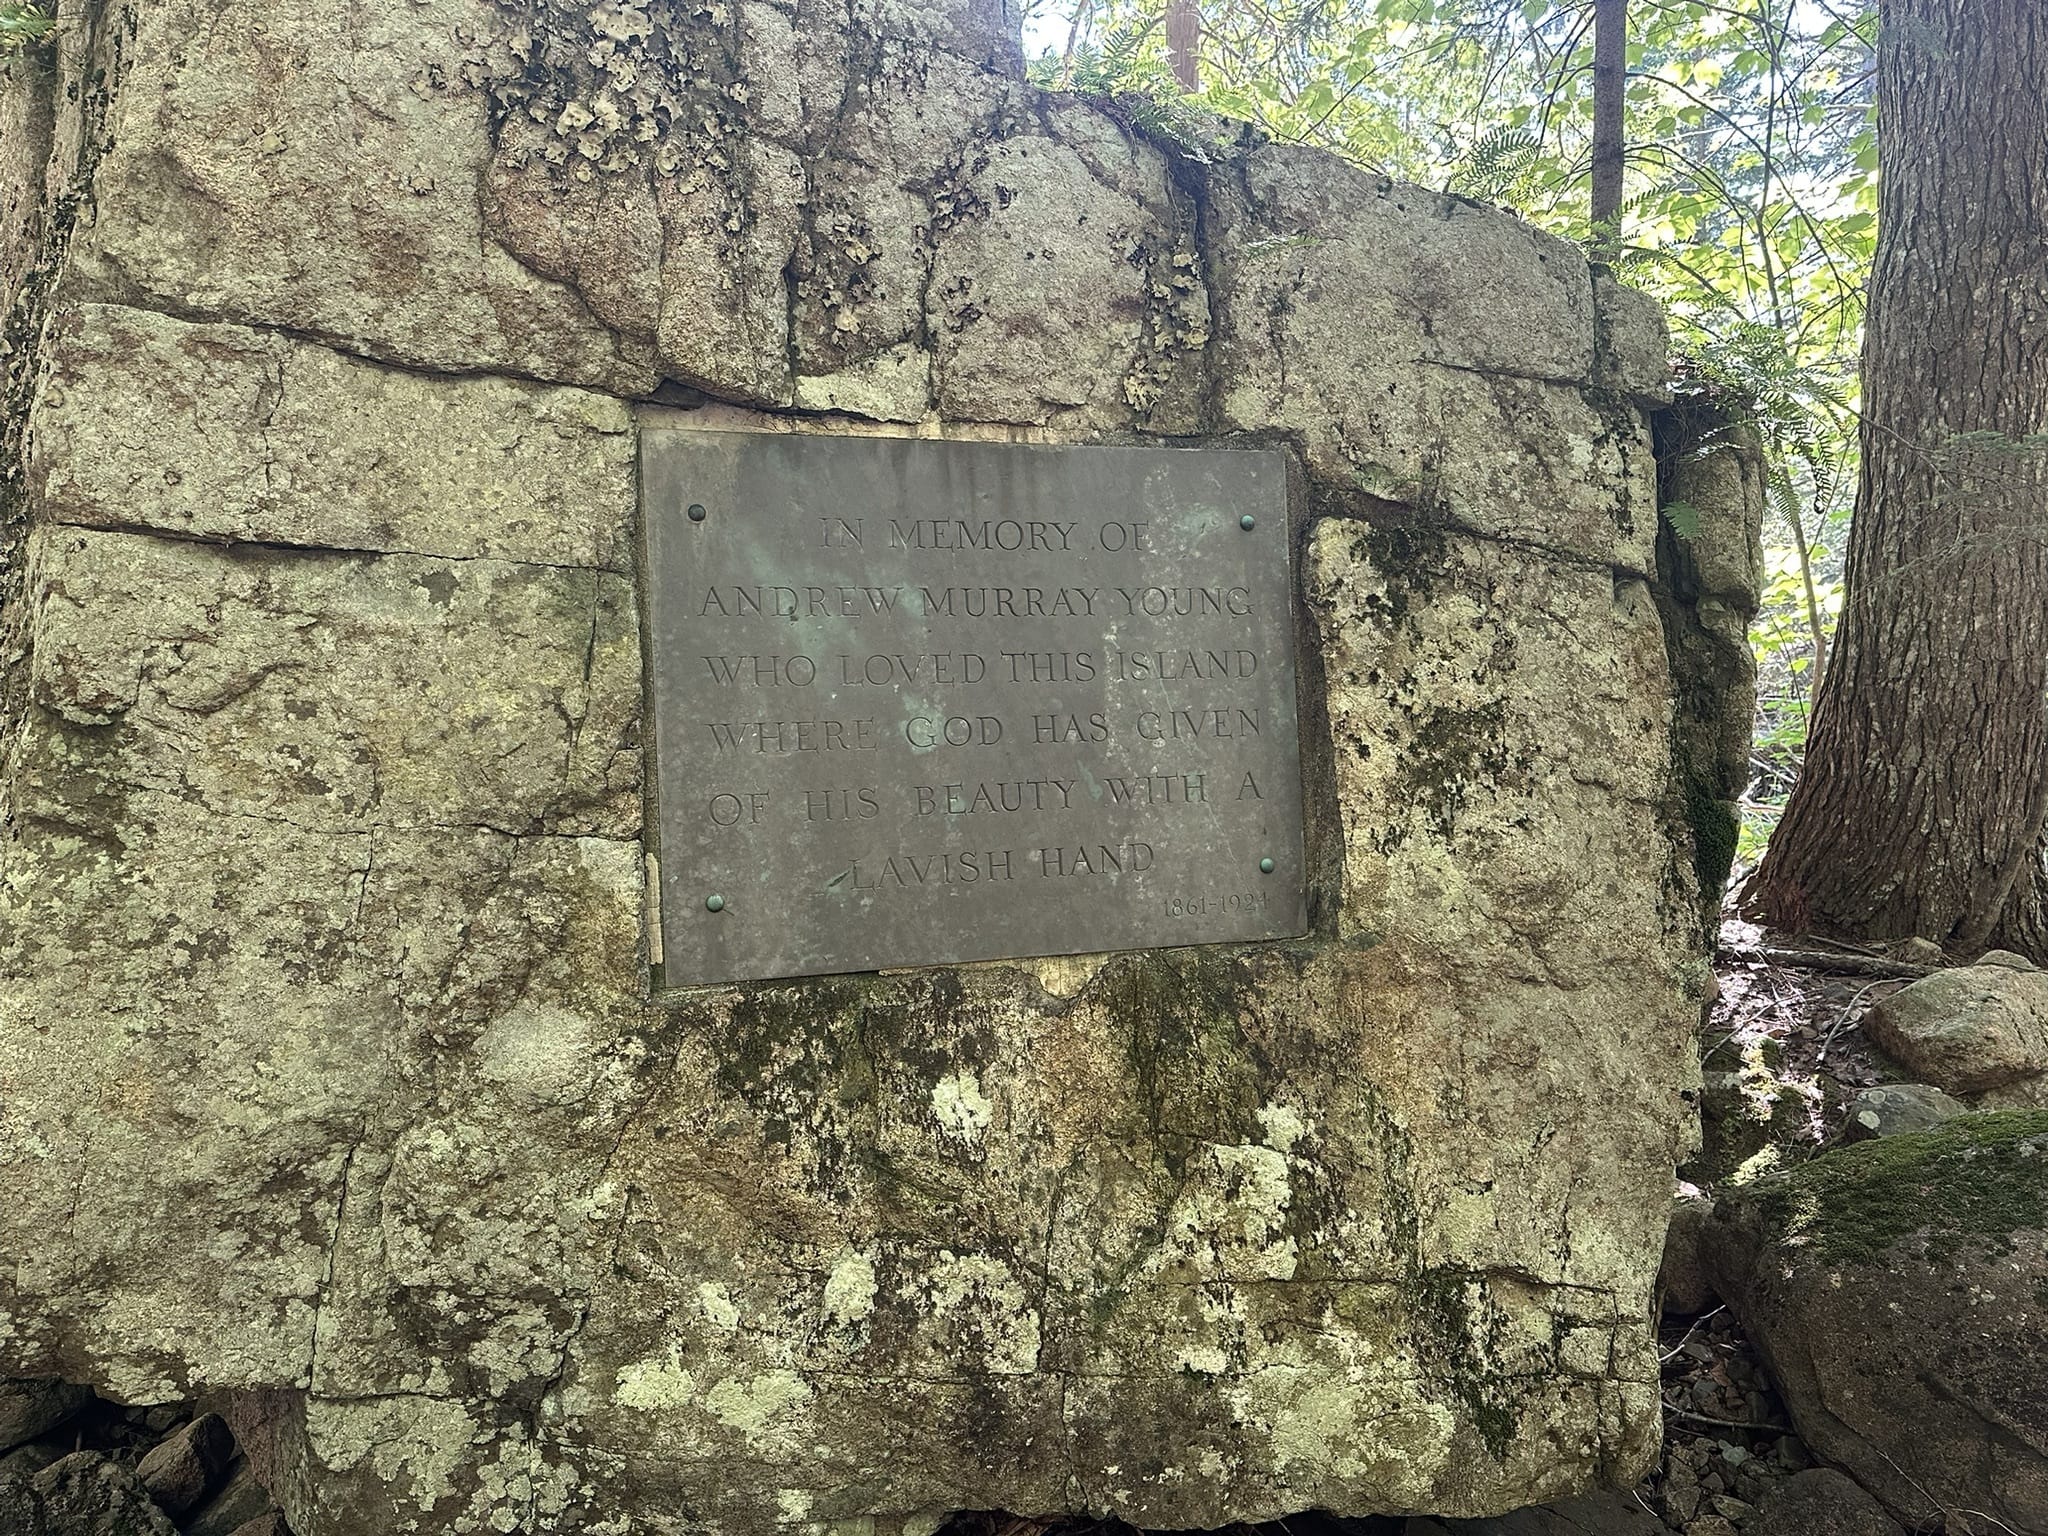 IN MEMORY OF
ANDREW MURRAY YOUNG
WHO LOVED THIS ISLAND
WHERE GOD HAS GIVEN
OF HIS BEAUTY WITH A
LAVISH HAND
1861-1924